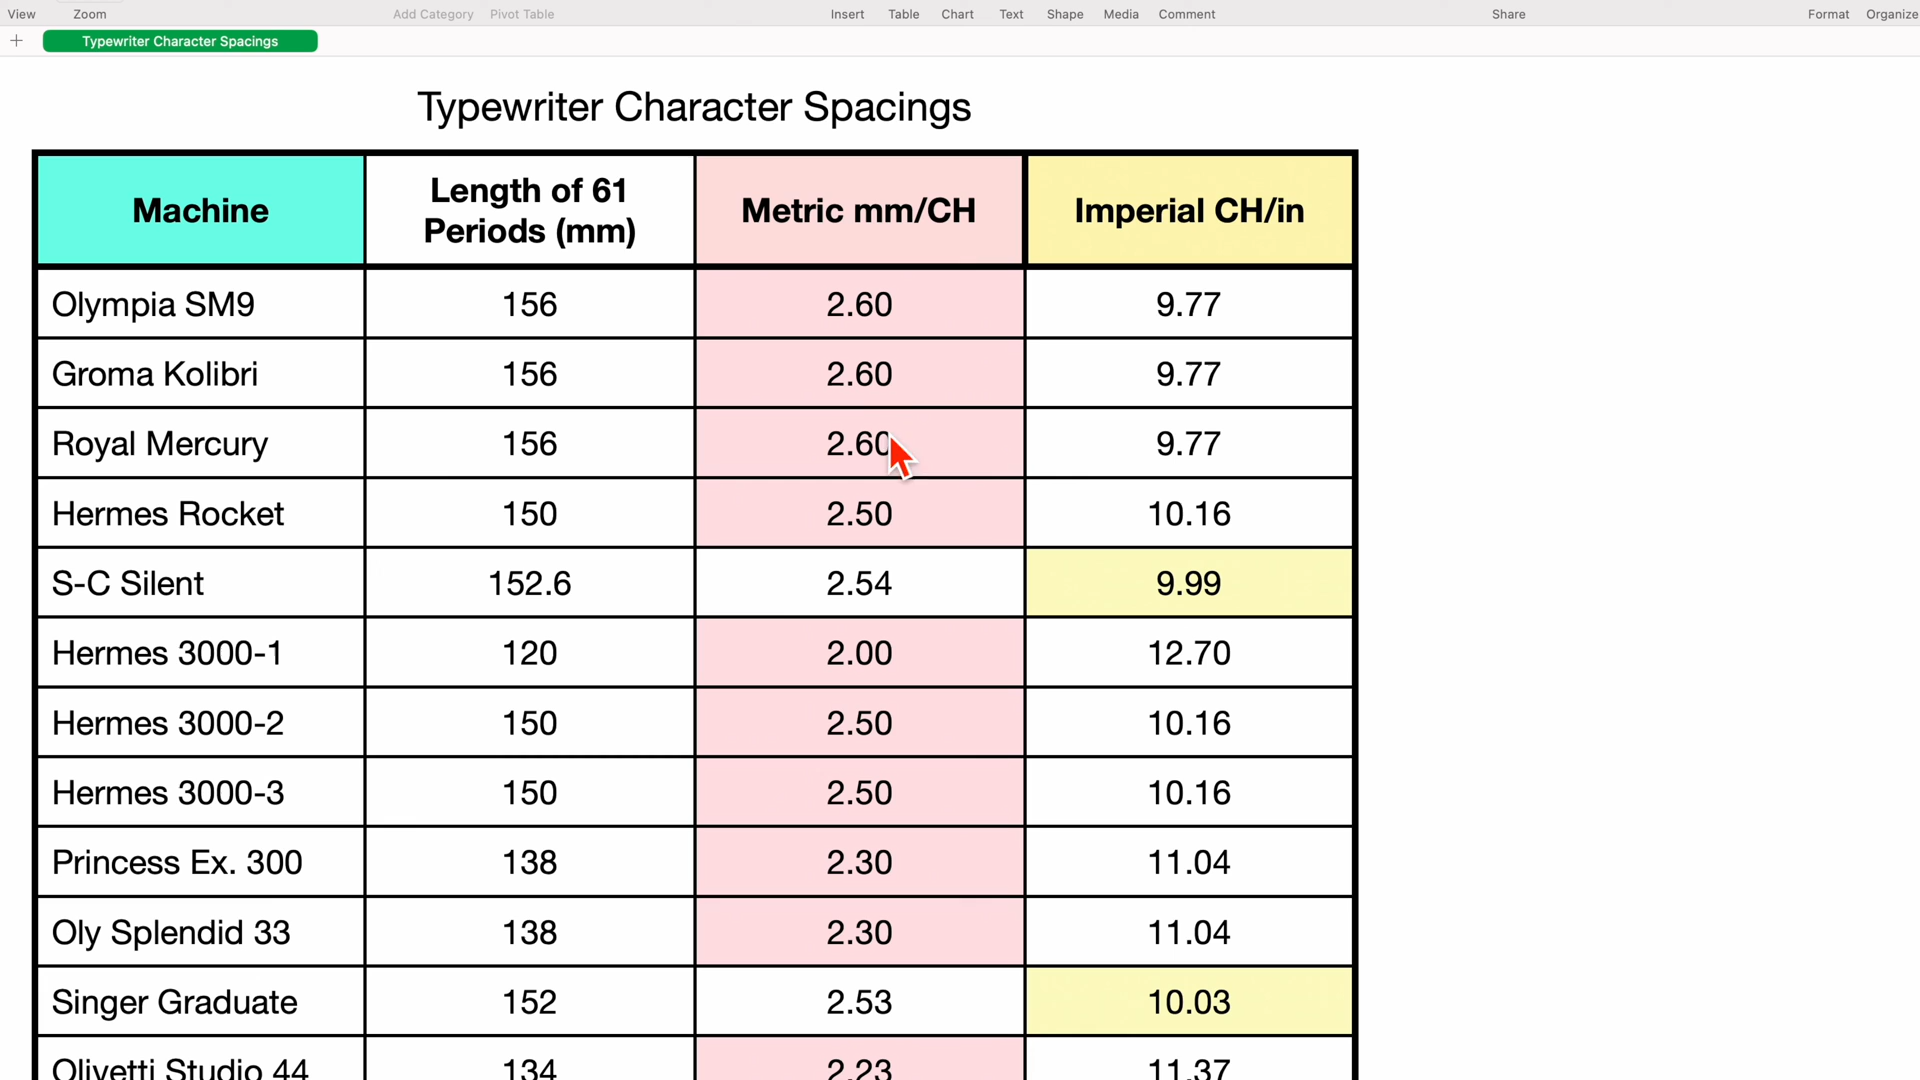 View Zoom Add Category Pivot Table Insert Table Chart Text Shape Media Comment Share Format Organize
Typewriter Character Spacings
Typewriter Character Spacings
Machine Length of 61 Periods (mm) Metric mm/CH Imperial CH/in
Olympia SM9 156 2.60 9.77
Groma Kolibri 156 2.60 9.77
Royal Mercury 156 2.60 9.77
Hermes Rocket 150 2.50 10.16
S-C Silent 152.6 2.54 9.99
Hermes 3000-1 120 2.00 12.70
Hermes 3000-2 150 2.50 10.16
Hermes 3000-3 150 2.50 10.16
Princess Ex. 300 138 2.30 11.04
Oly Splendid 33 138 2.30 11.04
Singer Graduate 152 2.53 10.03
Olivetti Studio 44 134 2.23 11.37